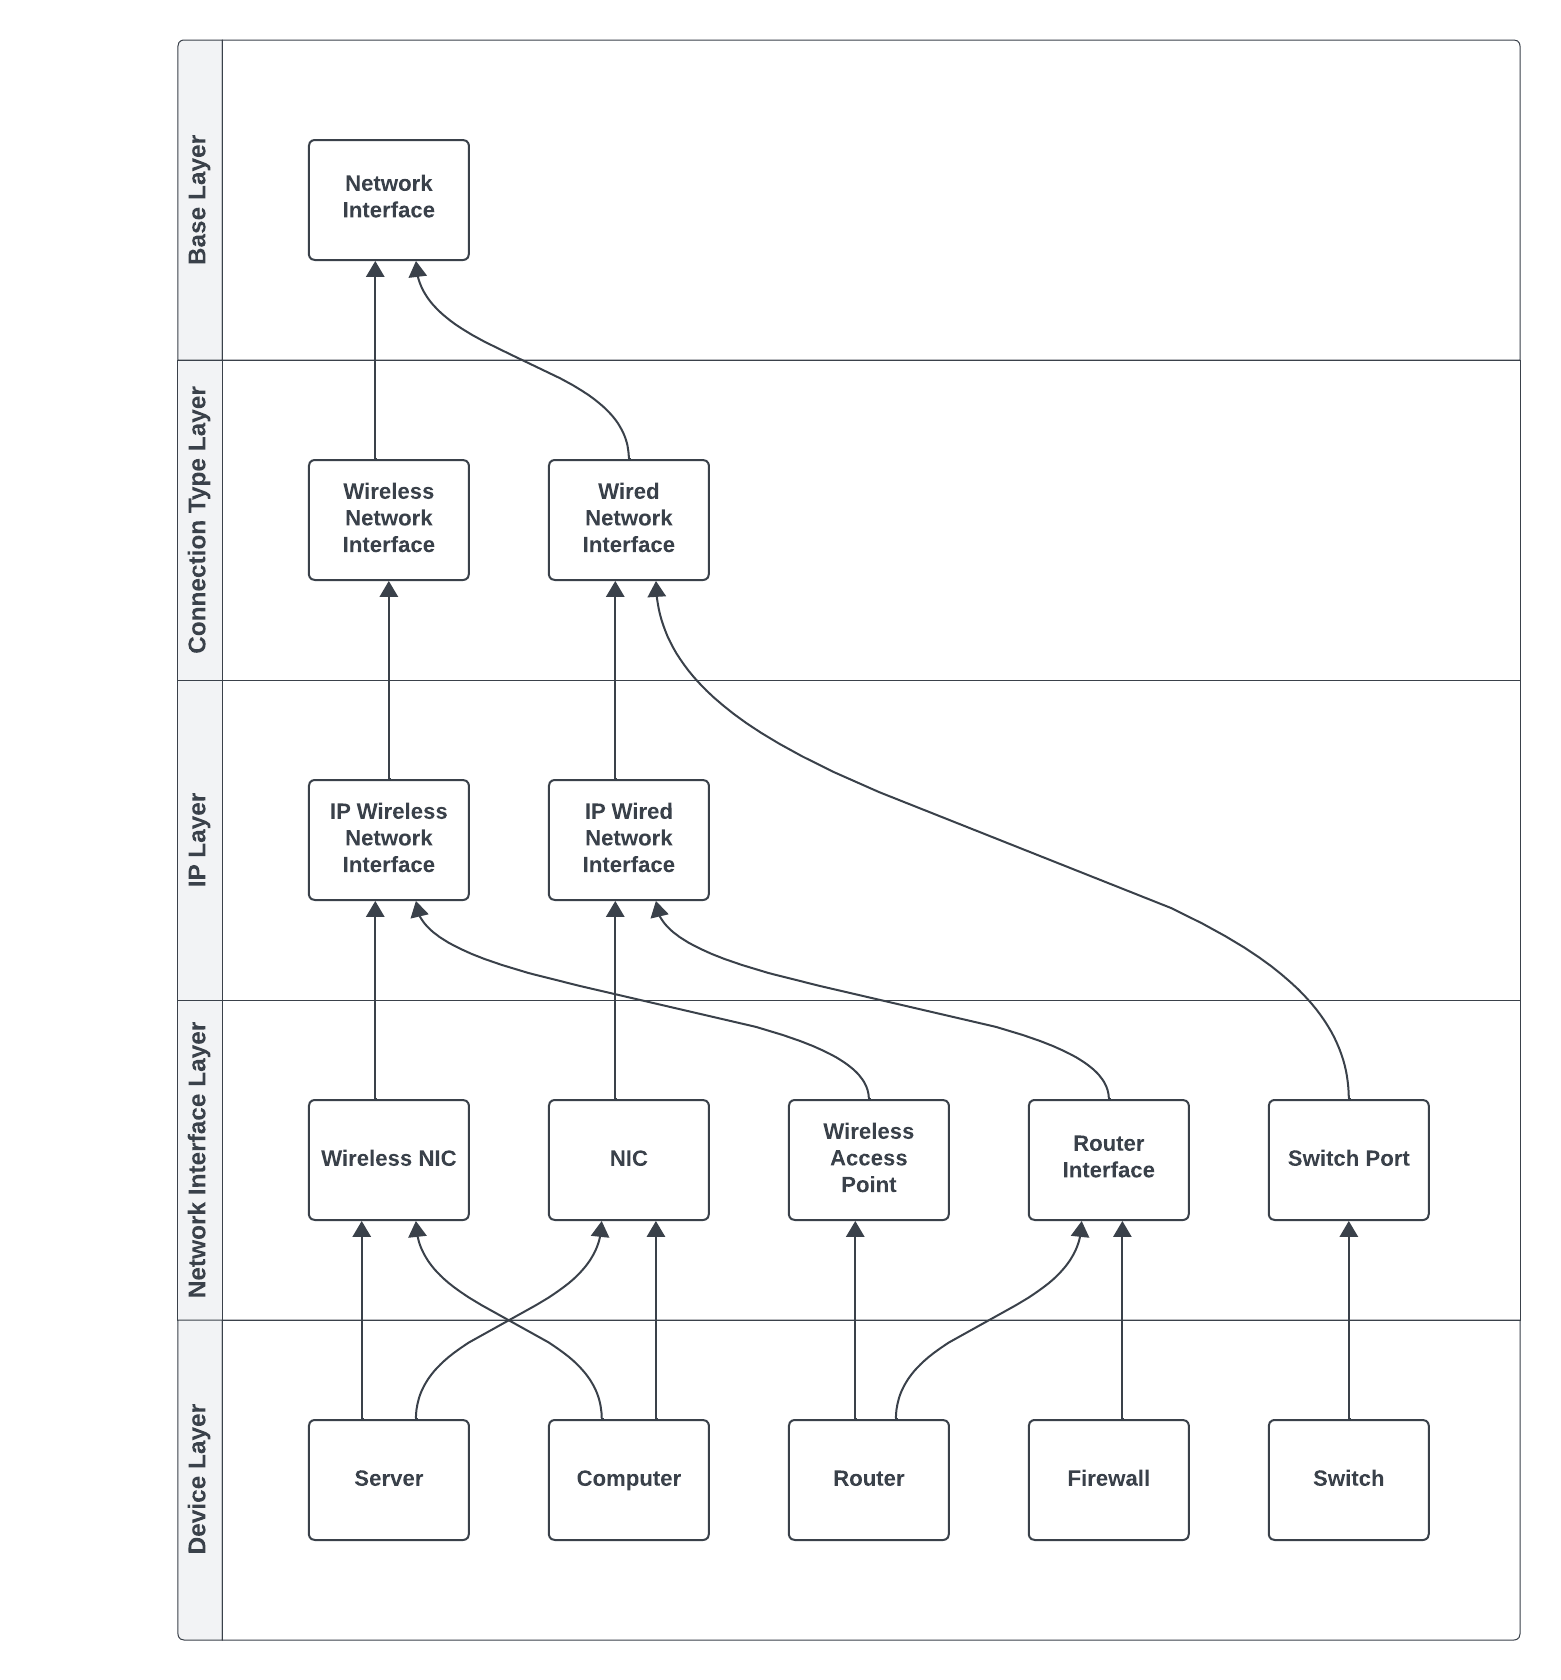 Base Layer
Network
Interface
Connection Type Layer
Wireless
Network
Interface
Wired
Network
Interface
IP Layer
IP Wireless
Network
Interface
IP Wired
Network
Interface
Network Interface Layer
Wireless NIC
NIC
Wireless
Access
Point
Router
Interface
Switch Port
Device Layer
Server
Computer
Router
Firewall
Switch